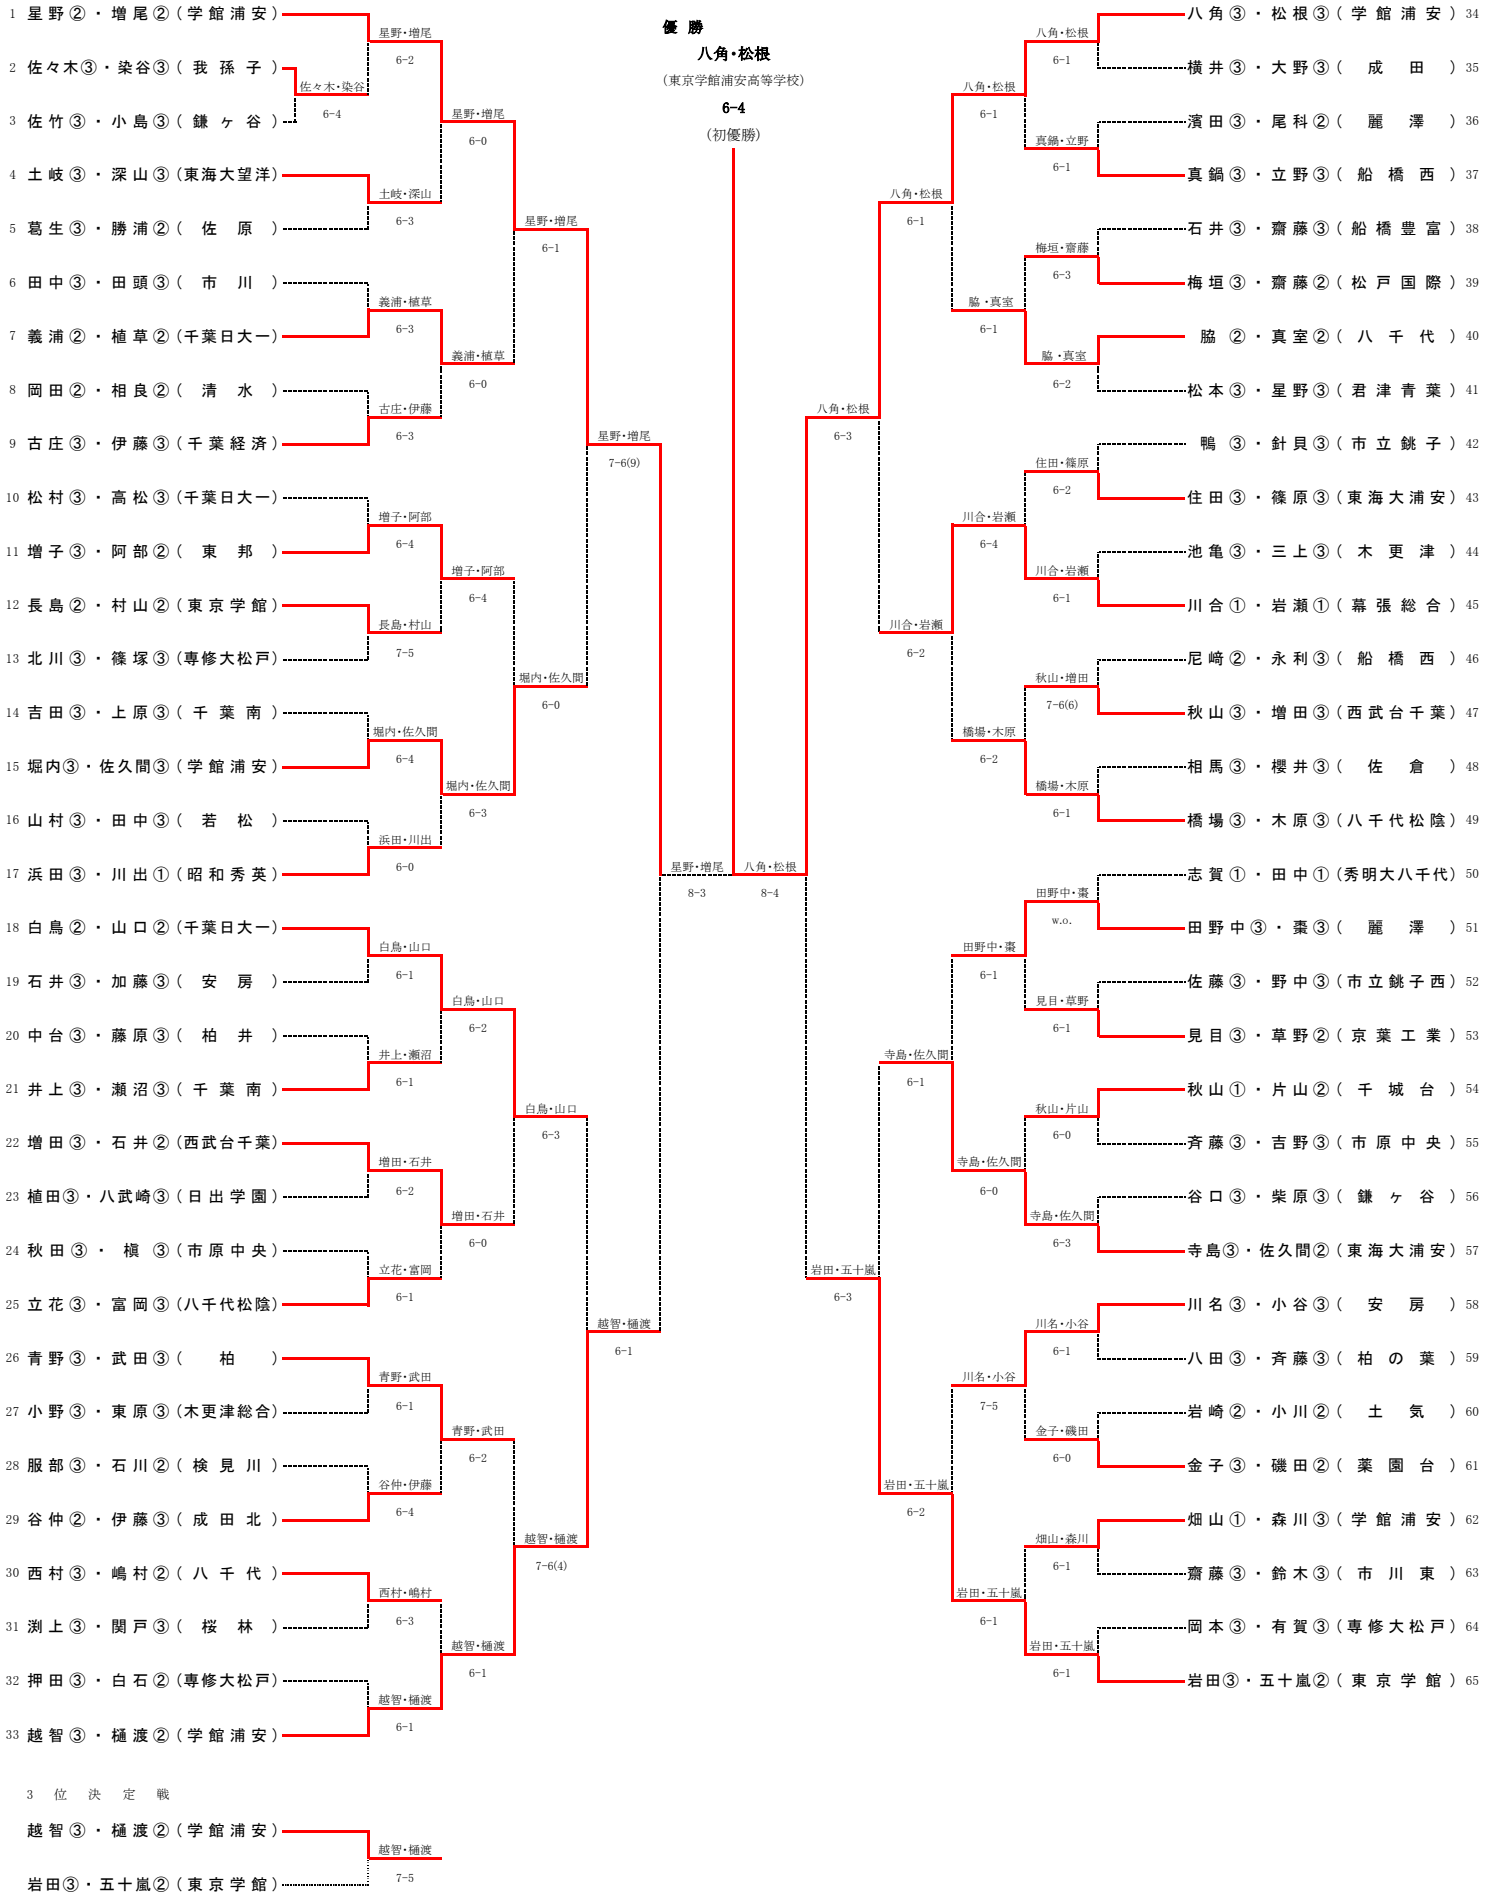 優 勝
八角・松根
(東京学館浦安高等学校)
6-4
(初優勝)
1 星野②・増尾②(学館浦安)
2 佐々木③・染谷③(我孫子)
3 佐竹③・小島③(鎌ヶ谷)
4 土岐③・深山③(東海大望洋)
5 葛生③・勝浦②(佐原)
6 田中③・田頭③(市川)
7 義浦②・植草②(千葉日大一)
8 岡田②・相良②(清水)
9 古庄③・伊藤③(千葉経済)
10 松村③・高松③(千葉日大一)
11 増子③・阿部②(東邦)
12 長島②・村山②(東京学館)
13 北川③・篠塚③(専修大松戸)
14 吉田③・上原③(千葉南)
15 堀内③・佐久間③(学館浦安)
16 山村③・田中③(若松)
17 浜田③・川出①(昭和秀英)
18 白鳥②・山口②(千葉日大一)
19 石井③・加藤③(安房)
20 中台③・藤原③(柏井)
21 井上③・瀬沼③(千葉南)
22 増田③・石井②(西武台千葉)
23 植田③・八武崎③(日出学園)
24 秋田③・槇③(市原中央)
25 立花③・富岡③(八千代松陰)
26 青野③・武田③(柏)
27 小野③・東原③(木更津総合)
28 服部③・石川②(検見川)
29 谷仲②・伊藤③(成田北)
30 西村③・嶋村②(八千代)
31 渕上③・関戸③(桜林)
32 押田③・白石②(専修大松戸)
33 越智③・樋渡②(学館浦安)
佐々木・染谷
6-4
星野・増尾
6-2
土岐・深山
6-3
義浦・植草
6-3
古庄・伊藤
6-3
増子・阿部
6-4
長島・村山
7-5
堀内・佐久間
6-4
浜田・川出
6-0
白鳥・山口
6-1
井上・瀬沼
6-1
増田・石井
6-2
立花・富岡
6-1
青野・武田
6-1
谷仲・伊藤
6-4
西村・嶋村
6-3
越智・樋渡
6-1
星野・増尾
6-0
義浦・植草
6-0
増子・阿部
6-4
堀内・佐久間
6-3
白鳥・山口
6-2
増田・石井
6-0
青野・武田
6-2
越智・樋渡
6-1
星野・増尾
6-1
堀内・佐久間
6-0
白鳥・山口
6-3
越智・樋渡
7-6(4)
星野・増尾
7-6(9)
越智・樋渡
6-1
星野・増尾
8-3
八角・松根
8-4
八角・松根
6-3
岩田・五十嵐
6-3
八角・松根
6-1
川合・岩瀬
6-2
寺島・佐久間
6-1
岩田・五十嵐
6-2
八角・松根
6-1
脇・真室
6-1
川合・岩瀬
6-4
橋場・木原
6-2
田野中・棗
6-1
寺島・佐久間
6-0
川名・小谷
7-5
岩田・五十嵐
6-1
八角・松根
6-1
真鍋・立野
6-1
梅垣・齋藤
6-3
脇・真室
6-2
住田・篠原
6-2
川合・岩瀬
6-1
秋山・増田
7-6(6)
橋場・木原
6-1
田野中・棗
w.o.
見目・草野
6-1
秋山・片山
6-0
寺島・佐久間
6-3
川名・小谷
6-1
金子・磯田
6-0
畑山・森川
6-1
岩田・五十嵐
6-1
八角③・松根③(学館浦安) 34
横井③・大野③(成田) 35
濱田③・尾科②(麗澤) 36
真鍋③・立野③(船橋西) 37
石井③・齋藤③(船橋豊富) 38
梅垣③・齋藤②(松戸国際) 39
脇②・真室②(八千代) 40
松本③・星野③(君津青葉) 41
鴨③・針貝③(市立銚子) 42
住田③・篠原③(東海大浦安) 43
池亀③・三上③(木更津) 44
川合①・岩瀬①(幕張総合) 45
尼﨑②・永利③(船橋西) 46
秋山③・増田③(西武台千葉) 47
相馬③・櫻井③(佐倉) 48
橋場③・木原③(八千代松陰) 49
志賀①・田中①(秀明大八千代) 50
田野中③・棗③(麗澤) 51
佐藤③・野中③(市立銚子西) 52
見目③・草野②(京葉工業) 53
秋山①・片山②(千城台) 54
斉藤③・吉野③(市原中央) 55
谷口③・柴原③(鎌ヶ谷) 56
寺島③・佐久間②(東海大浦安) 57
川名③・小谷③(安房) 58
八田③・斉藤③(柏の葉) 59
岩崎②・小川②(土気) 60
金子③・磯田②(薬園台) 61
畑山①・森川③(学館浦安) 62
齋藤③・鈴木③(市川東) 63
岡本③・有賀③(専修大松戸) 64
岩田③・五十嵐②(東京学館) 65
3 位 決 定 戦
越智③・樋渡②(学館浦安)
越智・樋渡
7-5
岩田③・五十嵐②(東京学館)